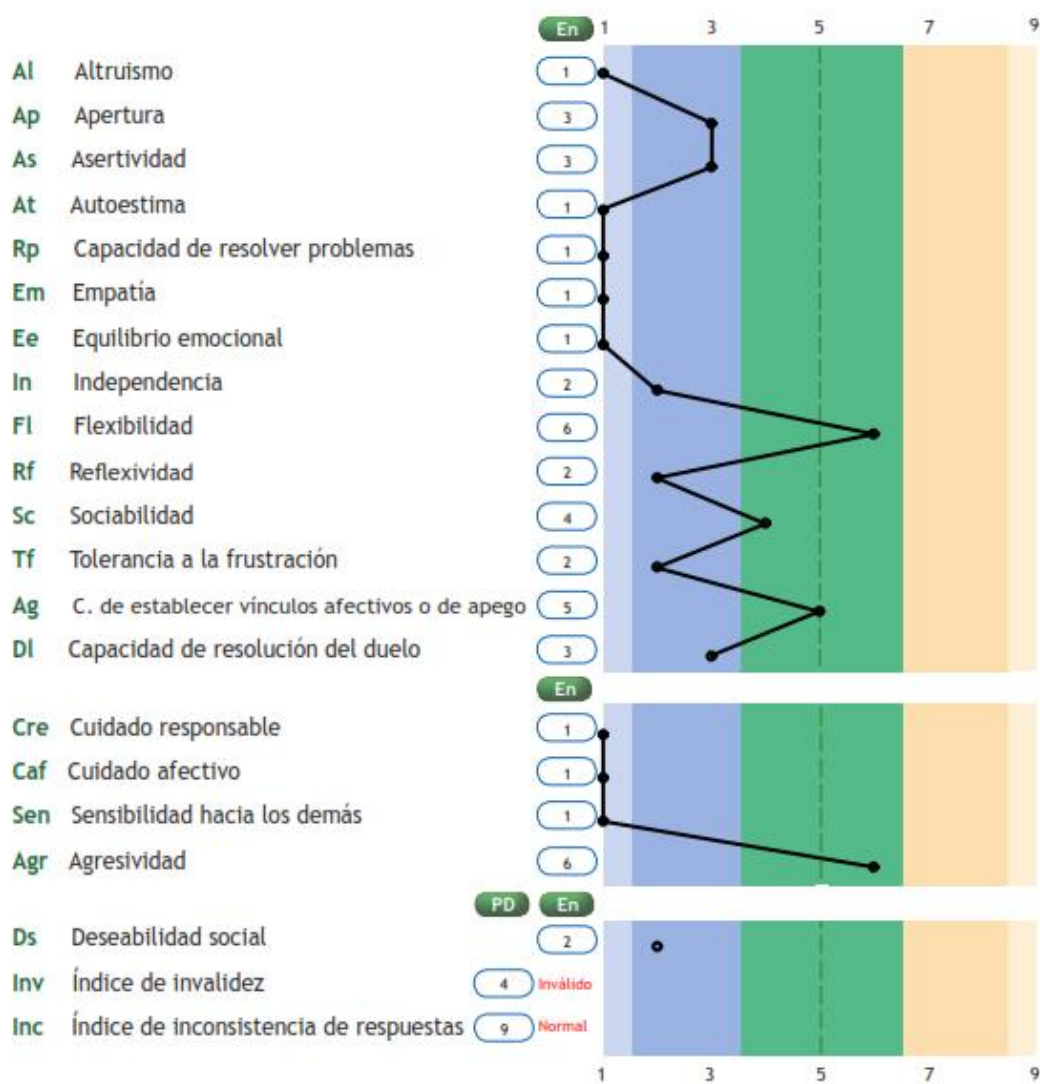 En 1 3 5 7 9
Al Altruismo 1
Ap Apertura 3
As Asertividad 3
At Autoestima 1
Rp Capacidad de resolver problemas 1
Em Empatía 1
Ee Equilibrio emocional 1
In Independencia 2
Fl Flexibilidad 6
Rf Reflexividad 2
Sc Sociabilidad 4
Tf Tolerancia a la frustración 2
Ag C. de establecer vínculos afectivos o de apego 5
Dl Capacidad de resolución del duelo 3
En
Cre Cuidado responsable 1
Caf Cuidado afectivo 1
Sen Sensibilidad hacia los demás 1
Agr Agresividad 6
PD En
Ds Deseabilidad social 2
Inv Índice de invalidez 4 Inválido
Inc Índice de inconsistencia de respuestas 9 Normal
1 3 5 7 9